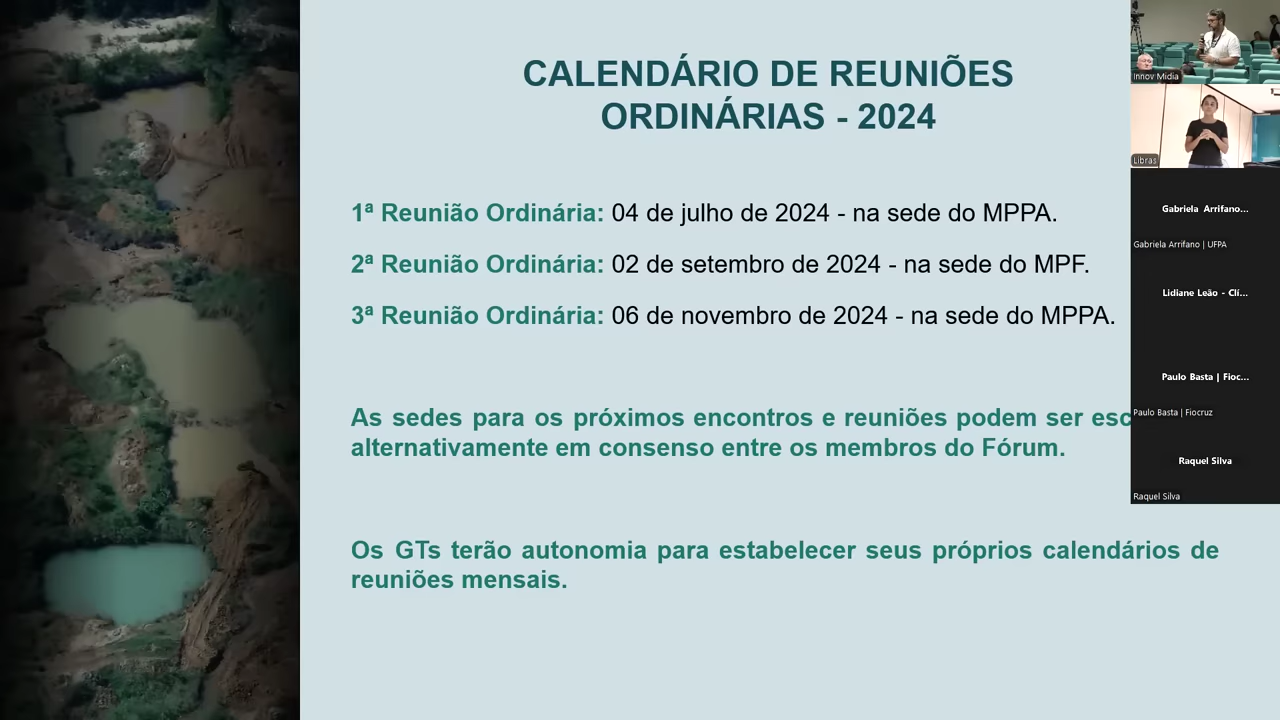 CALENDÁRIO DE REUNIÕES
ORDINÁRIAS - 2024
1ª Reunião Ordinária: 04 de julho de 2024 - na sede do MPPA.
2ª Reunião Ordinária: 02 de setembro de 2024 - na sede do MPF.
3ª Reunião Ordinária: 06 de novembro de 2024 - na sede do MPPA.
As sedes para os próximos encontros e reuniões podem ser esc
alternativamente em consenso entre os membros do Fórum.
Os GTs terão autonomia para estabelecer seus próprios calendários de
reuniões mensais.
Innov Midia
Libras
Gabriela Arrifano...
Gabriela Arrifano | UFPA
Lidiane Leão - Clí...
Paulo Basta | Fioc...
Paulo Basta | Fiocruz
Raquel Silva
Raquel Silva